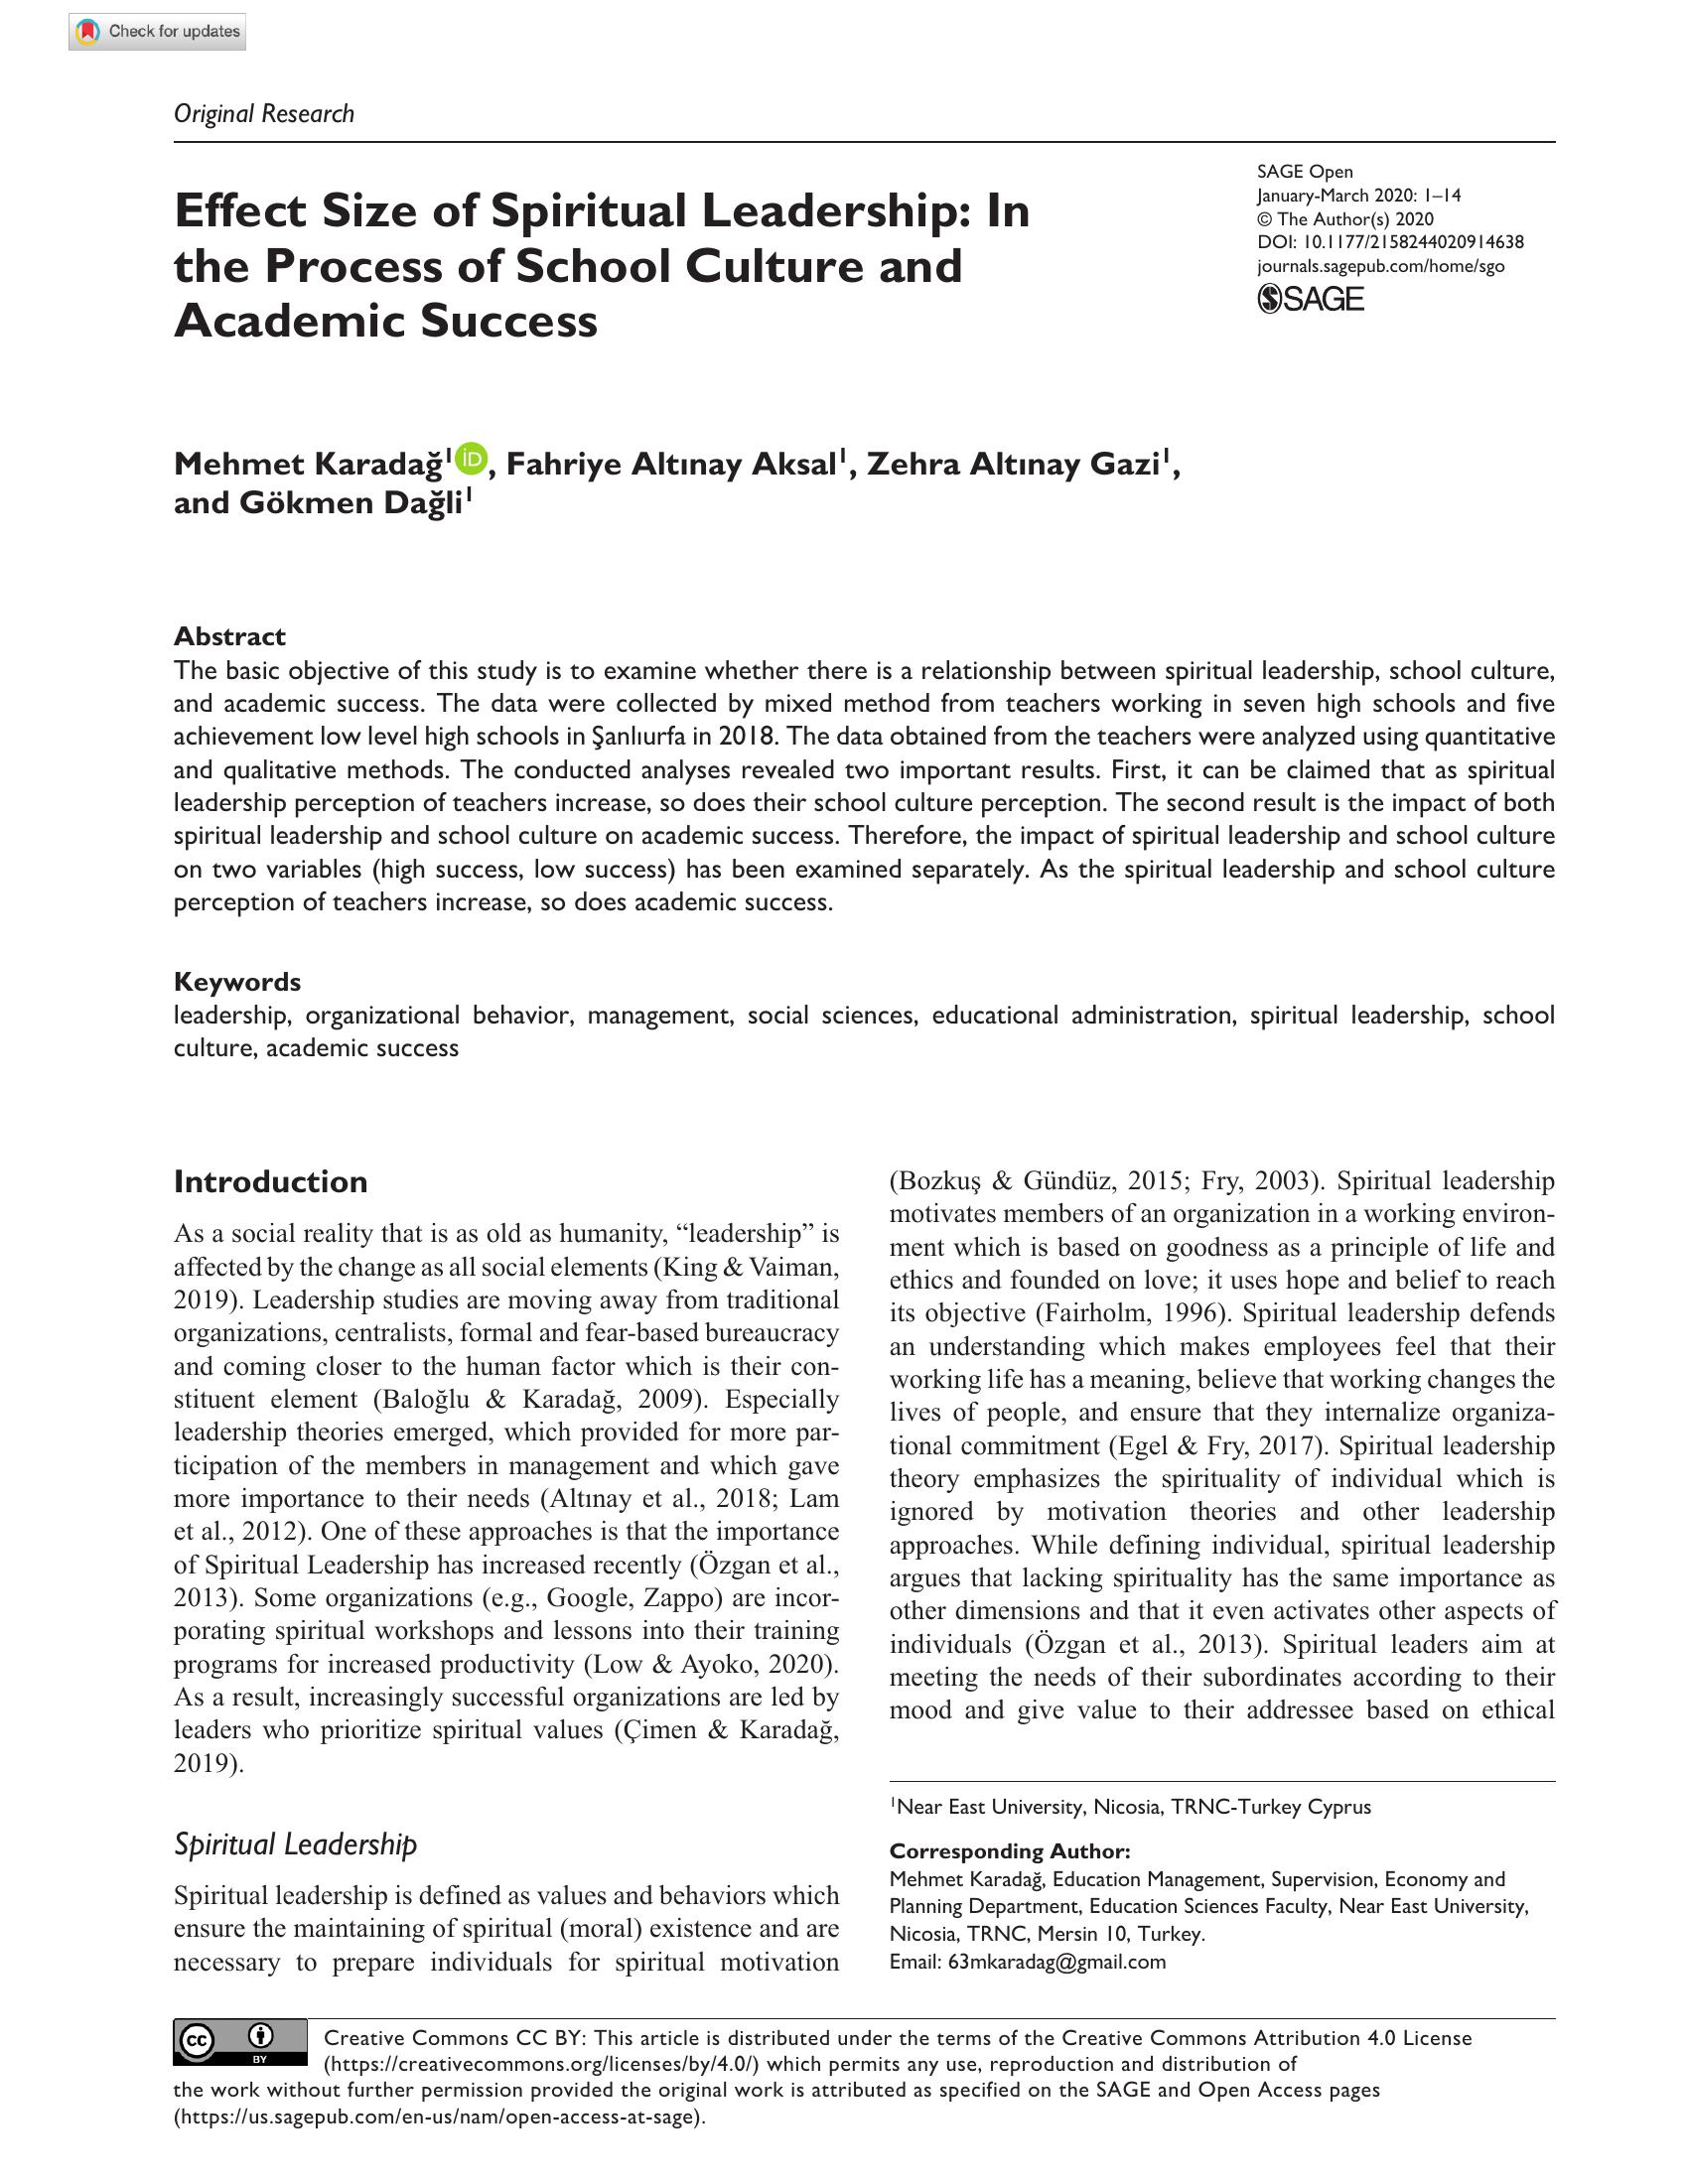 Check for updates
Original Research
SAGE Open
January-March 2020: 1–14
© The Author(s) 2020
DOI: 10.1177/2158244020914638
journals.sagepub.com/home/sgo
SAGE
Effect Size of Spiritual Leadership: In
the Process of School Culture and
Academic Success
Mehmet Karadağ1 iD, Fahriye Altınay Aksal1, Zehra Altınay Gazi1,
and Gökmen Dağli1
Abstract
The basic objective of this study is to examine whether there is a relationship between spiritual leadership, school culture,
and academic success. The data were collected by mixed method from teachers working in seven high schools and five
achievement low level high schools in Şanlıurfa in 2018. The data obtained from the teachers were analyzed using quantitative
and qualitative methods. The conducted analyses revealed two important results. First, it can be claimed that as spiritual
leadership perception of teachers increase, so does their school culture perception. The second result is the impact of both
spiritual leadership and school culture on academic success. Therefore, the impact of spiritual leadership and school culture
on two variables (high success, low success) has been examined separately. As the spiritual leadership and school culture
perception of teachers increase, so does academic success.
Keywords
leadership, organizational behavior, management, social sciences, educational administration, spiritual leadership, school
culture, academic success
Introduction
As a social reality that is as old as humanity, “leadership” is
affected by the change as all social elements (King & Vaiman,
2019). Leadership studies are moving away from traditional
organizations, centralists, formal and fear-based bureaucracy
and coming closer to the human factor which is their con-
stituent element (Baloğlu & Karadağ, 2009). Especially
leadership theories emerged, which provided for more par-
ticipation of the members in management and which gave
more importance to their needs (Altınay et al., 2018; Lam
et al., 2012). One of these approaches is that the importance
of Spiritual Leadership has increased recently (Özgan et al.,
2013). Some organizations (e.g., Google, Zappo) are incor-
porating spiritual workshops and lessons into their training
programs for increased productivity (Low & Ayoko, 2020).
As a result, increasingly successful organizations are led by
leaders who prioritize spiritual values (Çimen & Karadağ,
2019).
Spiritual Leadership
Spiritual leadership is defined as values and behaviors which
ensure the maintaining of spiritual (moral) existence and are
necessary to prepare individuals for spiritual motivation
(Bozkuş & Gündüz, 2015; Fry, 2003). Spiritual leadership
motivates members of an organization in a working environ-
ment which is based on goodness as a principle of life and
ethics and founded on love; it uses hope and belief to reach
its objective (Fairholm, 1996). Spiritual leadership defends
an understanding which makes employees feel that their
working life has a meaning, believe that working changes the
lives of people, and ensure that they internalize organiza-
tional commitment (Egel & Fry, 2017). Spiritual leadership
theory emphasizes the spirituality of individual which is
ignored by motivation theories and other leadership
approaches. While defining individual, spiritual leadership
argues that lacking spirituality has the same importance as
other dimensions and that it even activates other aspects of
individuals (Özgan et al., 2013). Spiritual leaders aim at
meeting the needs of their subordinates according to their
mood and give value to their addressee based on ethical
1Near East University, Nicosia, TRNC-Turkey Cyprus
Corresponding Author:
Mehmet Karadağ, Education Management, Supervision, Economy and
Planning Department, Education Sciences Faculty, Near East University,
Nicosia, TRNC, Mersin 10, Turkey.
Email: 63mkaradag@gmail.com
cc BY
Creative Commons CC BY: This article is distributed under the terms of the Creative Commons Attribution 4.0 License
(https://creativecommons.org/licenses/by/4.0/) which permits any use, reproduction and distribution of
the work without further permission provided the original work is attributed as specified on the SAGE and Open Access pages
(https://us.sagepub.com/en-us/nam/open-access-at-sage).